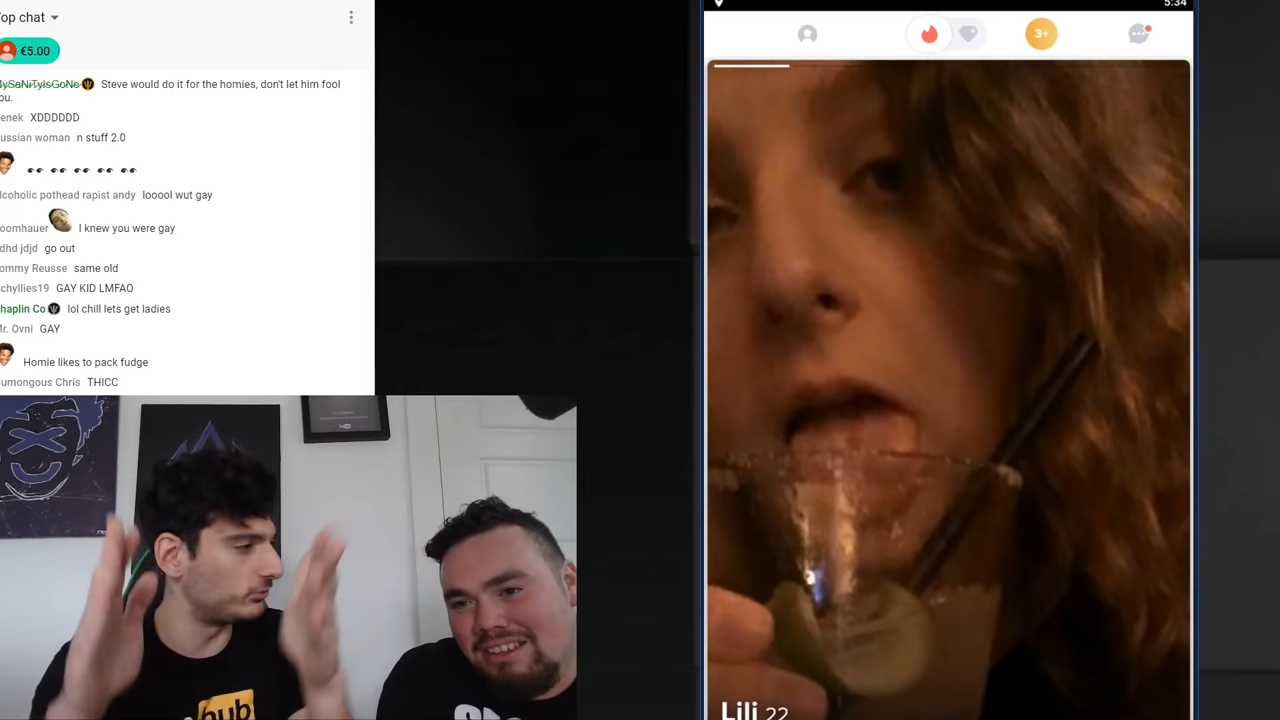 op chat
€5.00
ySaNiTyIsGoNe Steve would do it for the homies, don't let him fool
ou.
enek XDDDDDD
ussian woman n stuff 2.0
lcoholic pothead rapist andy looool wut gay
oomhauer I knew you were gay
dhd jdjd go out
ommy Reusse same old
chyllies19 GAY KID LMFAO
haplin Co lol chill lets get ladies
r. Ovni GAY
Homie likes to pack fudge
umongous Chris THICC
hub
5:34
3+
Lili 22